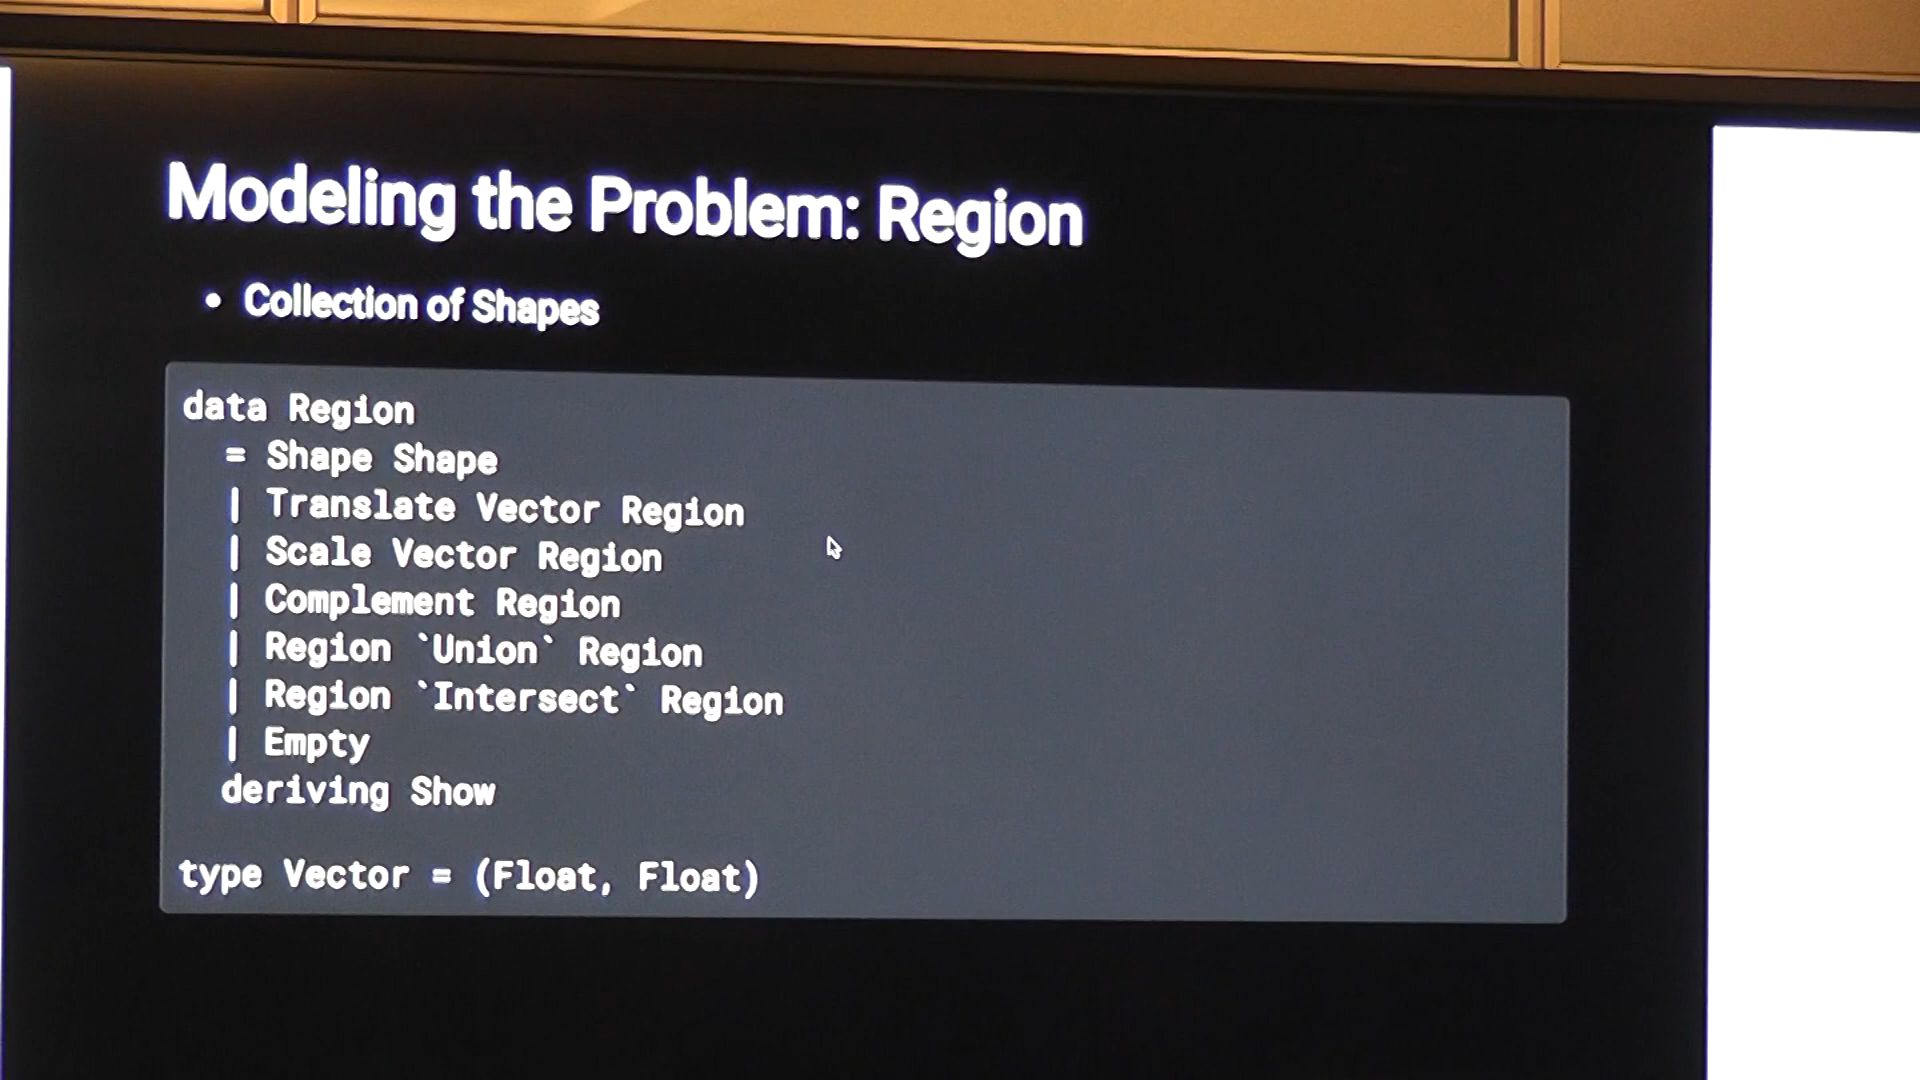 Modeling the Problem: Region
• Collection of Shapes
data Region
  = Shape Shape
  | Translate Vector Region
  | Scale Vector Region
  | Complement Region
  | Region `Union` Region
  | Region `Intersect` Region
  | Empty
  deriving Show
type Vector = (Float, Float)